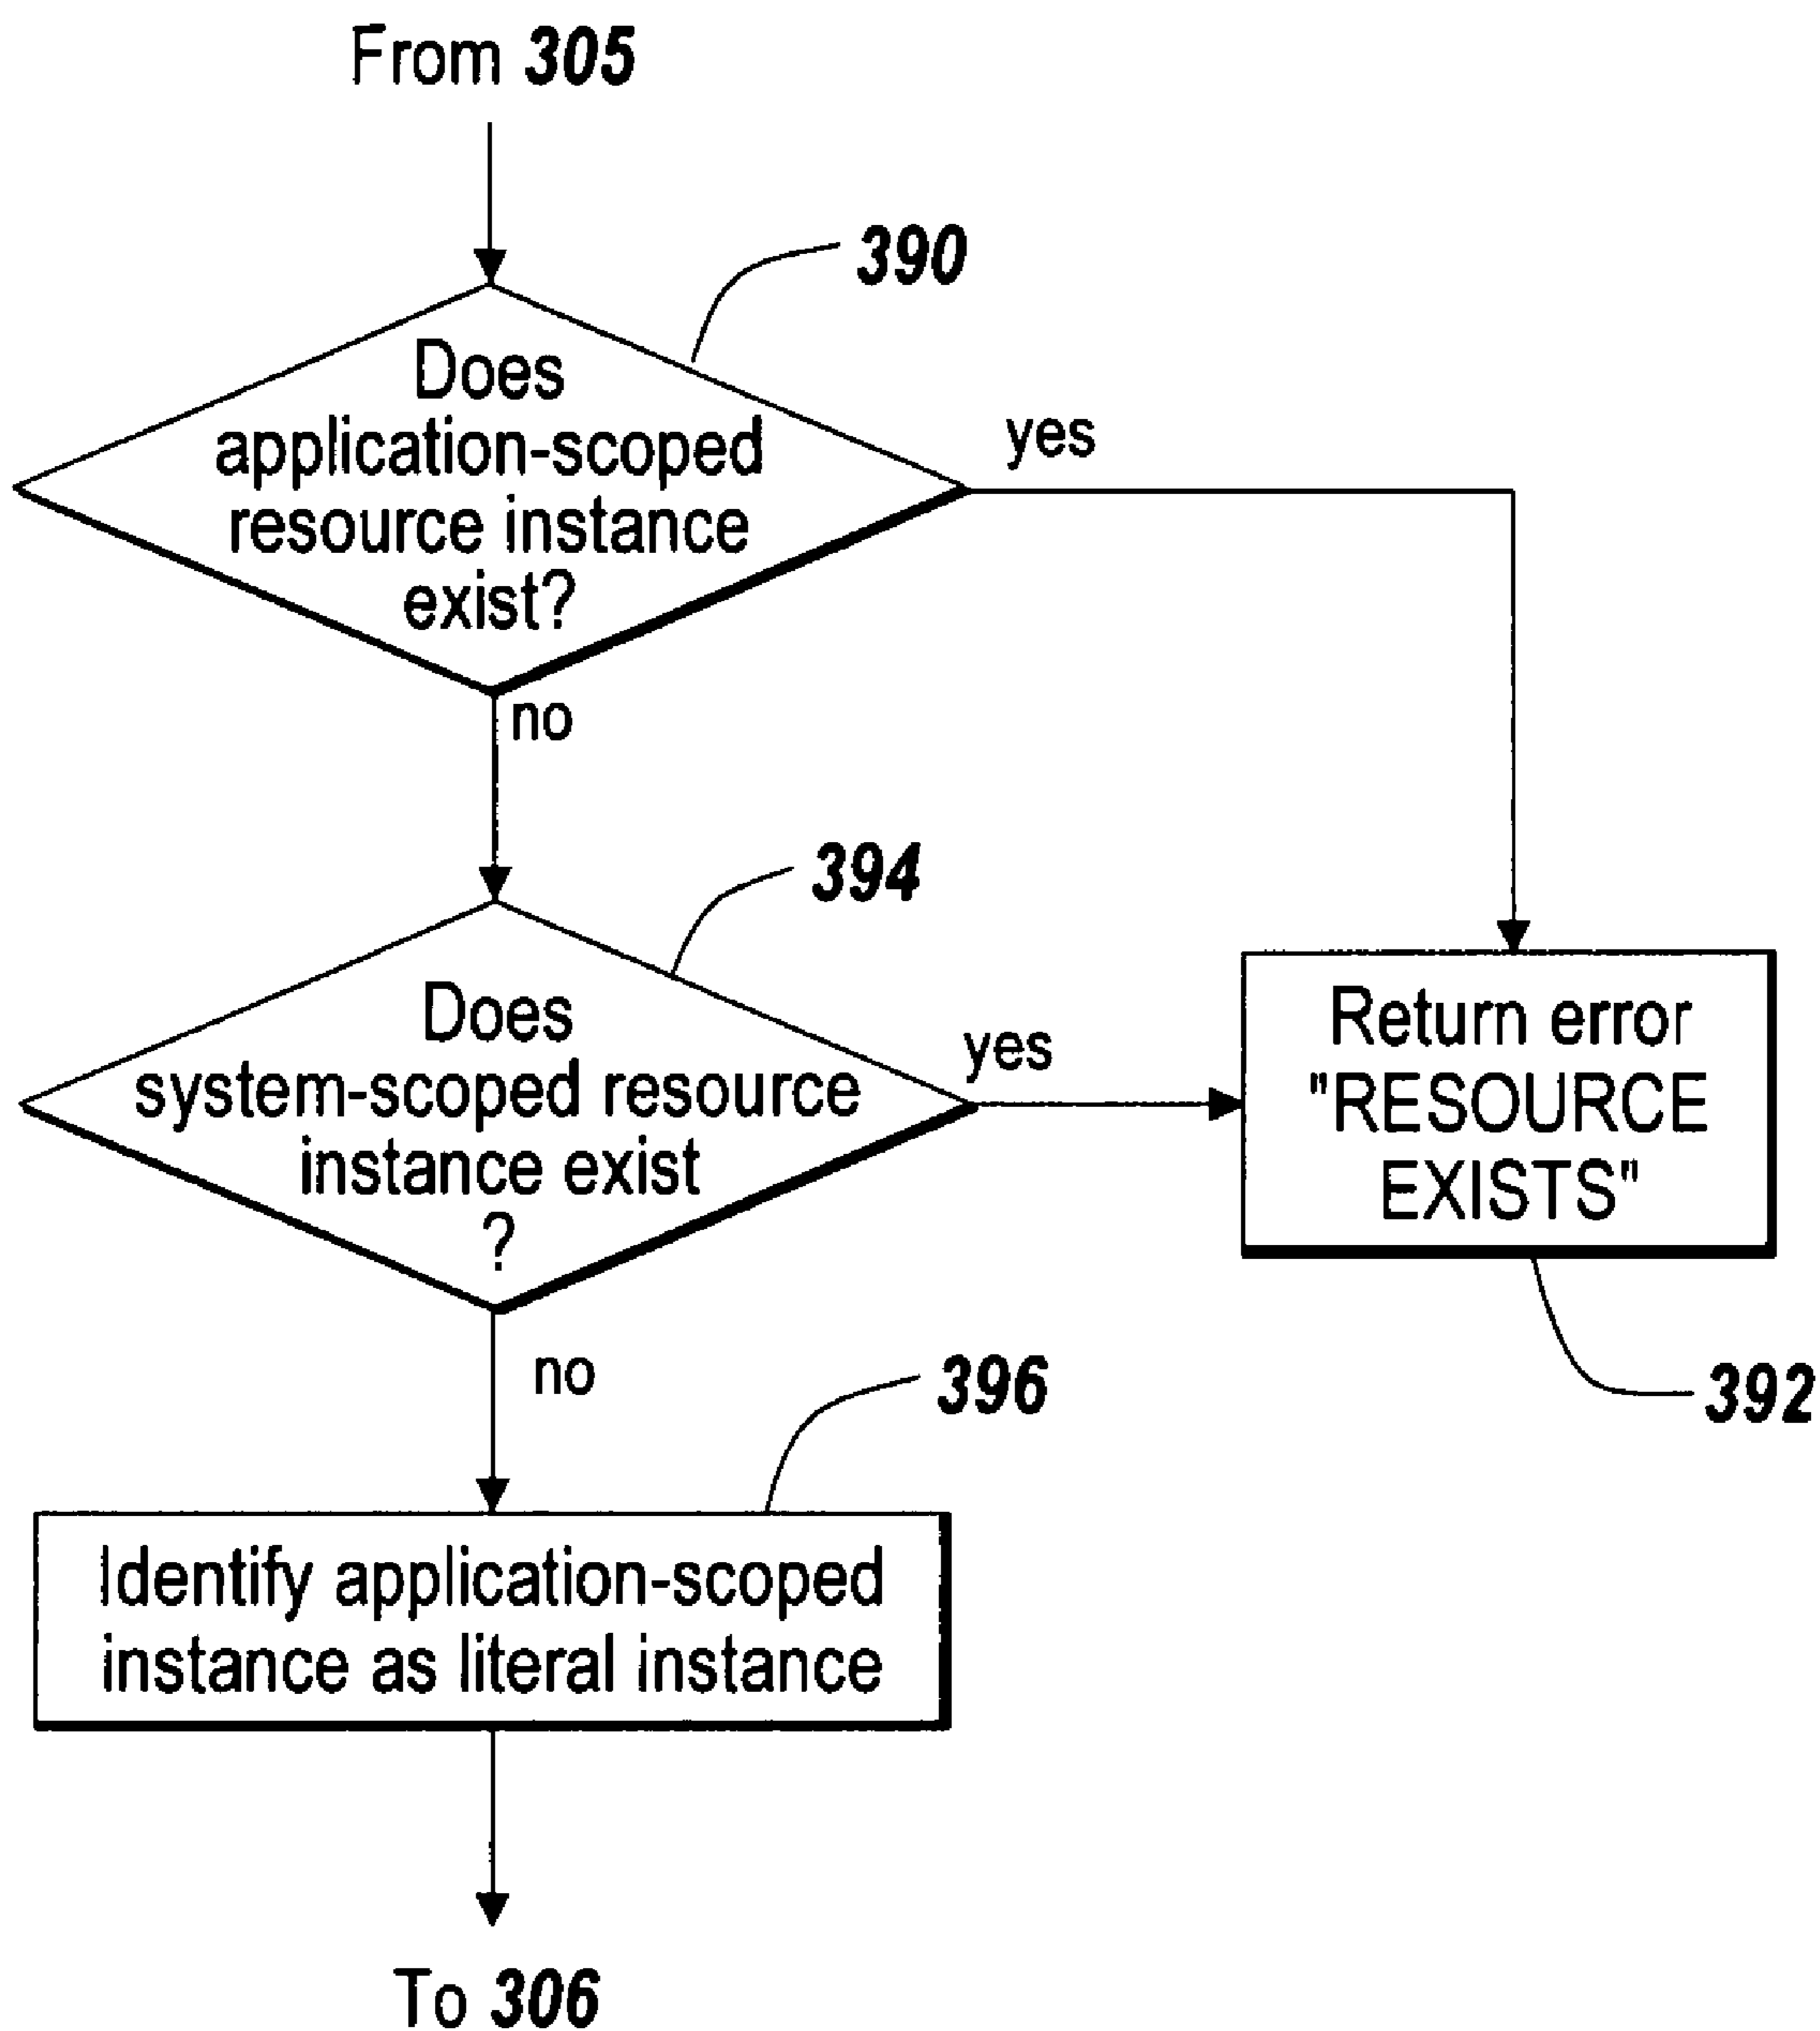 From 305
390
Does
application-scoped
resource instance
exist?
yes
no
394
Does
system-scoped resource
instance exist
?
yes
Return error
"RESOURCE
EXISTS"
392
no
396
Identify application-scoped
instance as literal instance
To 306